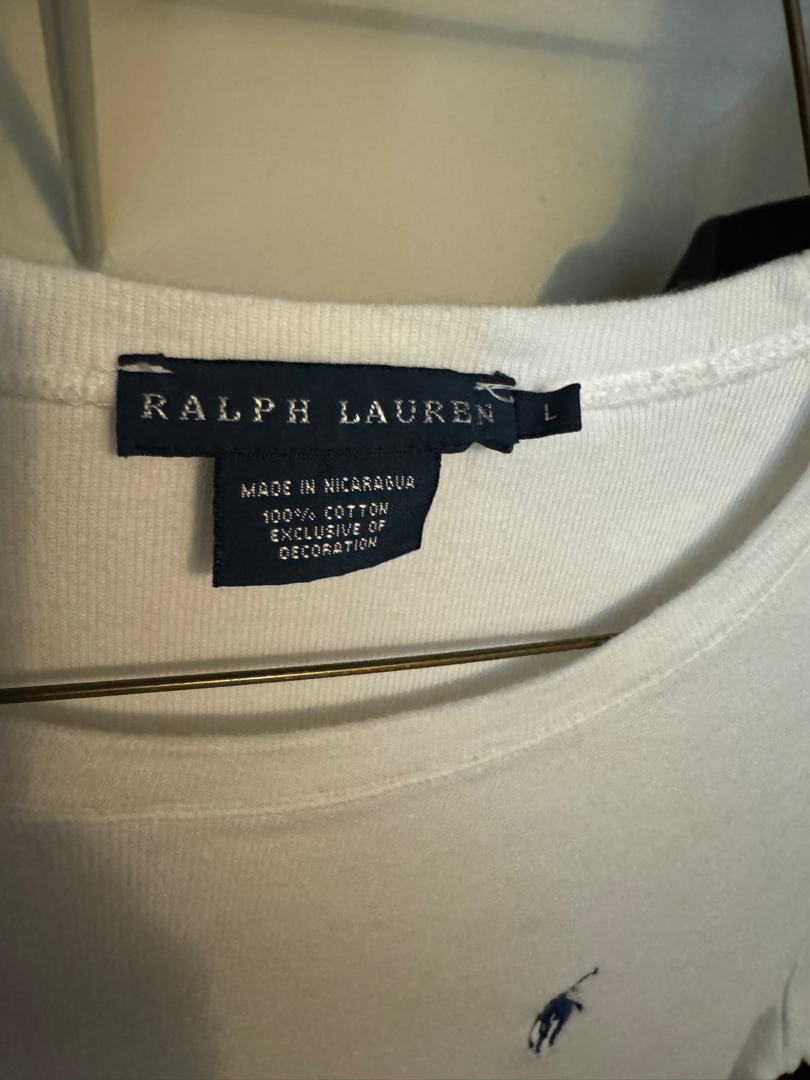 RALPH LAUREN
L
MADE IN NICARAGUA
100% COTTON
EXCLUSIVE OF
DECORATION